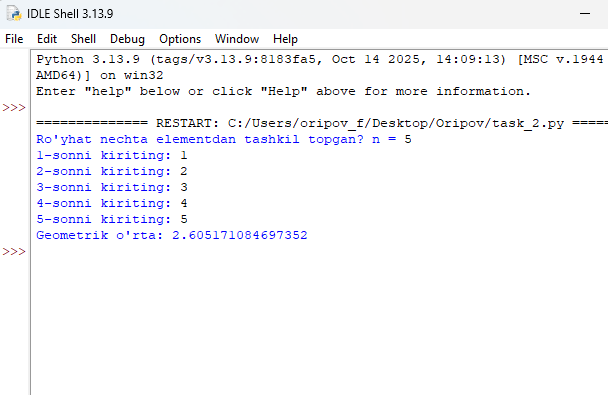 IDLE Shell 3.13.9
File Edit Shell Debug Options Window Help
Python 3.13.9 (tags/v3.13.9:8183fa5, Oct 14 2025, 14:09:13) [MSC v.1944
AMD64)] on win32
Enter "help" below or click "Help" above for more information.
>>>
============== RESTART: C:/Users/oripov_f/Desktop/Oripov/task_2.py =====
Ro'yhat nechta elementdan tashkil topgan? n = 5
1-sonni kiriting: 1
2-sonni kiriting: 2
3-sonni kiriting: 3
4-sonni kiriting: 4
5-sonni kiriting: 5
Geometrik o'rta: 2.605171084697352
>>>